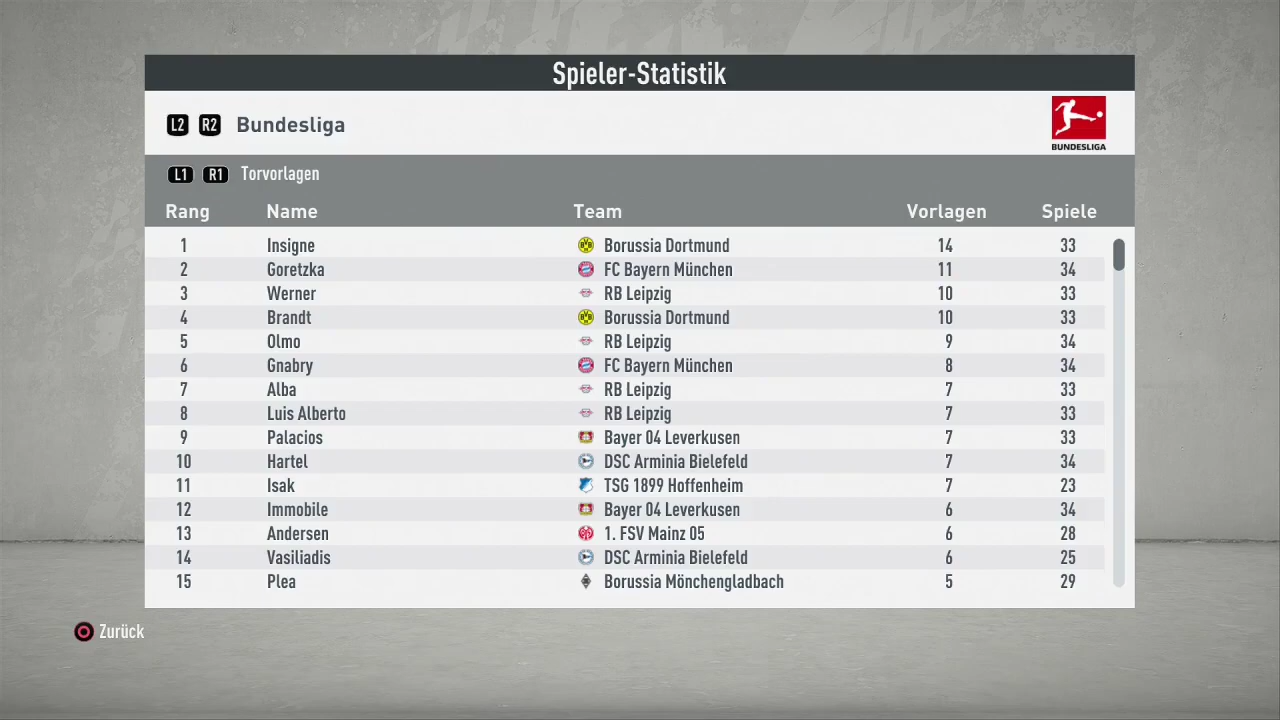 Spieler-Statistik
L2 R2 Bundesliga
BUNDESLIGA
L1 R1 Torvorlagen
Rang Name Team Vorlagen Spiele
1 Insigne Borussia Dortmund 14 33
2 Goretzka FC Bayern München 11 34
3 Werner RB Leipzig 10 33
4 Brandt Borussia Dortmund 10 33
5 Olmo RB Leipzig 9 34
6 Gnabry FC Bayern München 8 34
7 Alba RB Leipzig 7 33
8 Luis Alberto RB Leipzig 7 33
9 Palacios Bayer 04 Leverkusen 7 33
10 Hartel DSC Arminia Bielefeld 7 34
11 Isak TSG 1899 Hoffenheim 7 23
12 Immobile Bayer 04 Leverkusen 6 34
13 Andersen 1. FSV Mainz 05 6 28
14 Vasiliadis DSC Arminia Bielefeld 6 25
15 Plea Borussia Mönchengladbach 5 29
Zurück